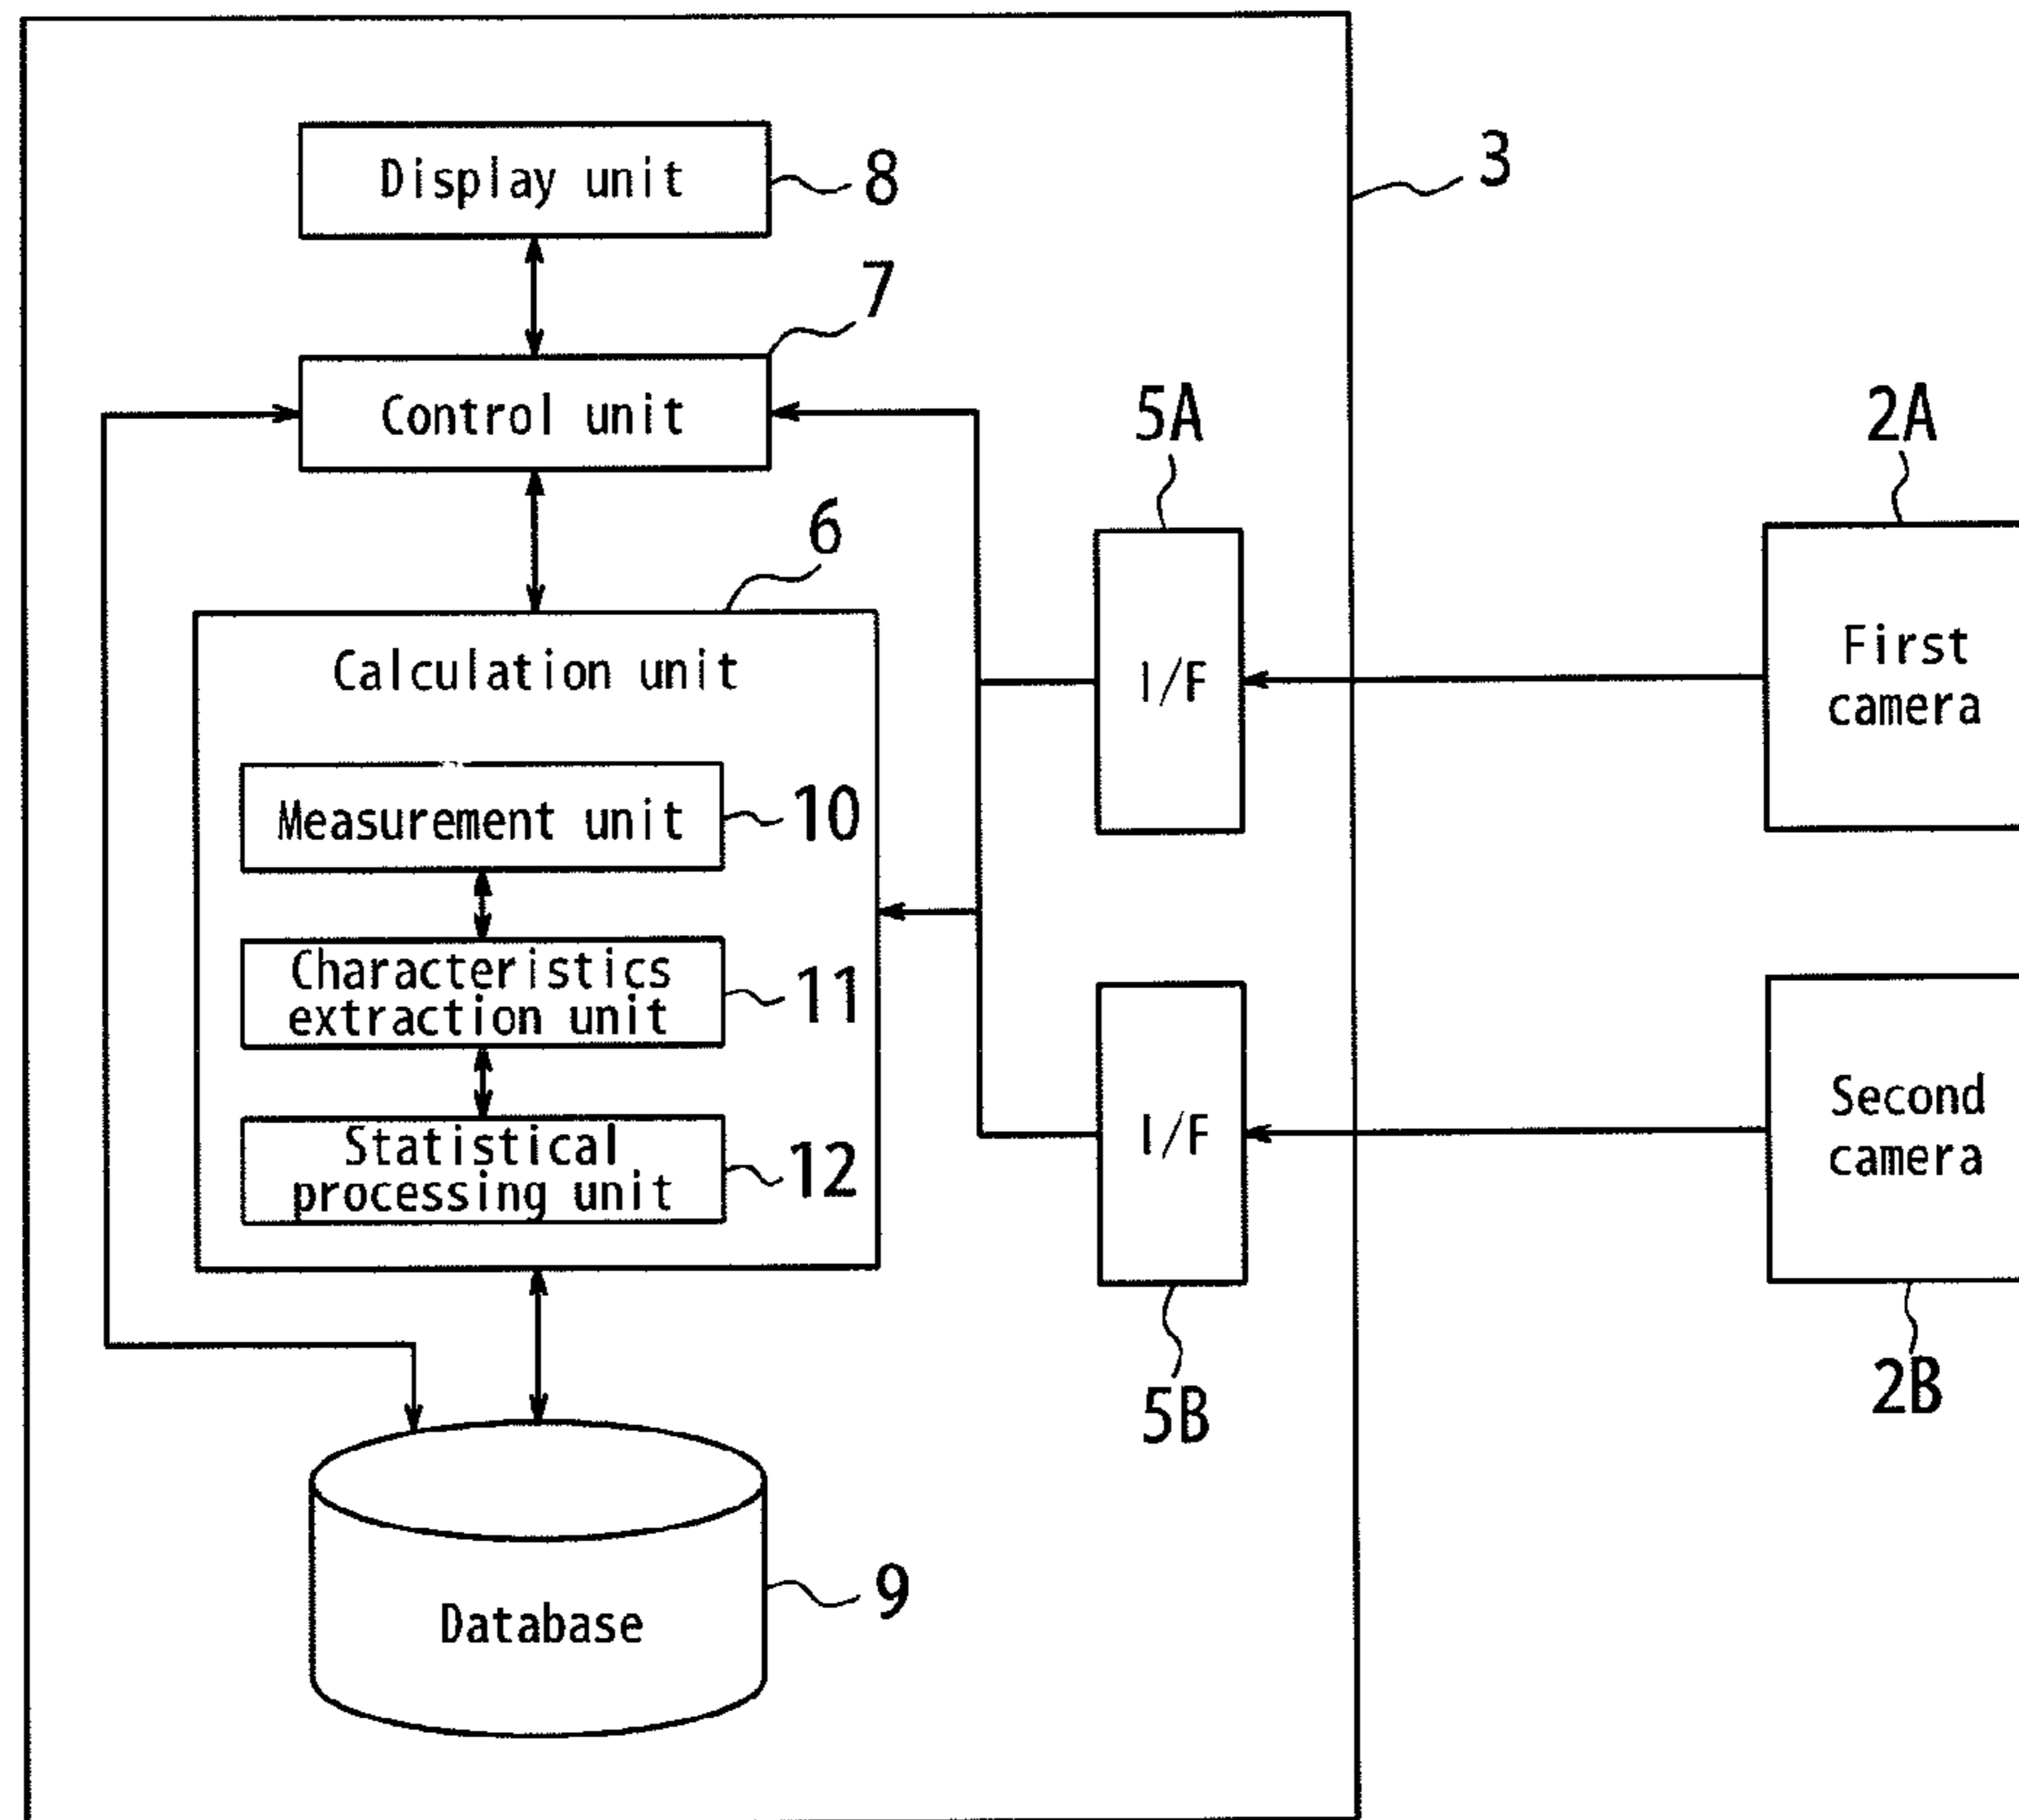 Display unit
8
3
7
Control unit
5A
2A
6
Calculation unit
I/F
First
camera
Measurement unit
10
Characteristics
extraction unit
11
Statistical
processing unit
12
I/F
Second
camera
5B
2B
Database
9